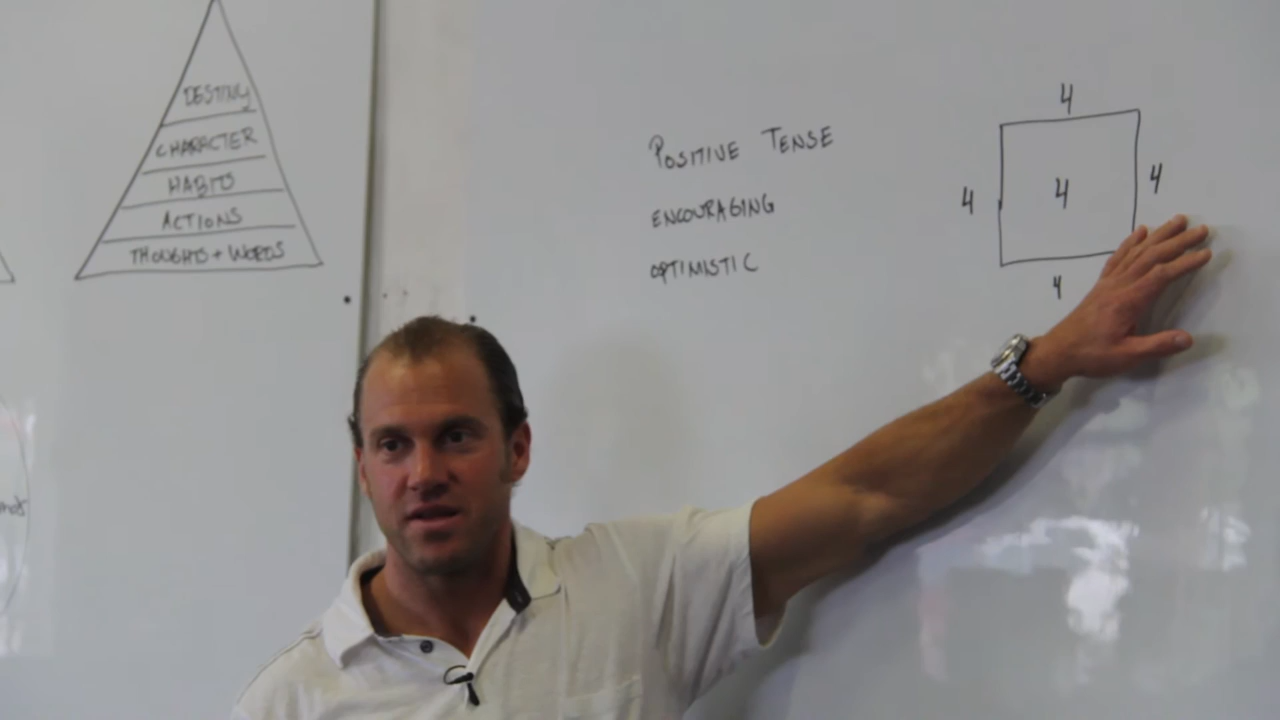 DESTINY
CHARACTER
HABITS
ACTIONS
THOUGHTS + WORDS
POSITIVE TENSE
ENCOURAGING
OPTIMISTIC
4
4
4
4
4